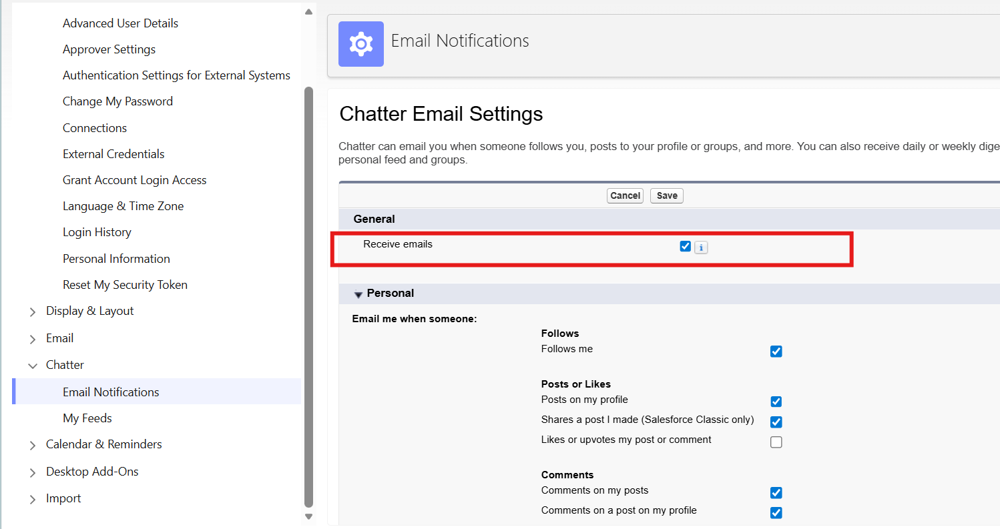 Advanced User Details
Approver Settings
Authentication Settings for External Systems
Change My Password
Connections
External Credentials
Grant Account Login Access
Language & Time Zone
Login History
Personal Information
Reset My Security Token
Display & Layout
Email
Chatter
Email Notifications
My Feeds
Calendar & Reminders
Desktop Add-Ons
Import
Email Notifications
Chatter Email Settings
Chatter can email you when someone follows you, posts to your profile or groups, and more. You can also receive daily or weekly dige
personal feed and groups.
Cancel Save
General
Receive emails i
Personal
Email me when someone:
Follows
Follows me
Posts or Likes
Posts on my profile
Shares a post I made (Salesforce Classic only)
Likes or upvotes my post or comment
Comments
Comments on my posts
Comments on a post on my profile